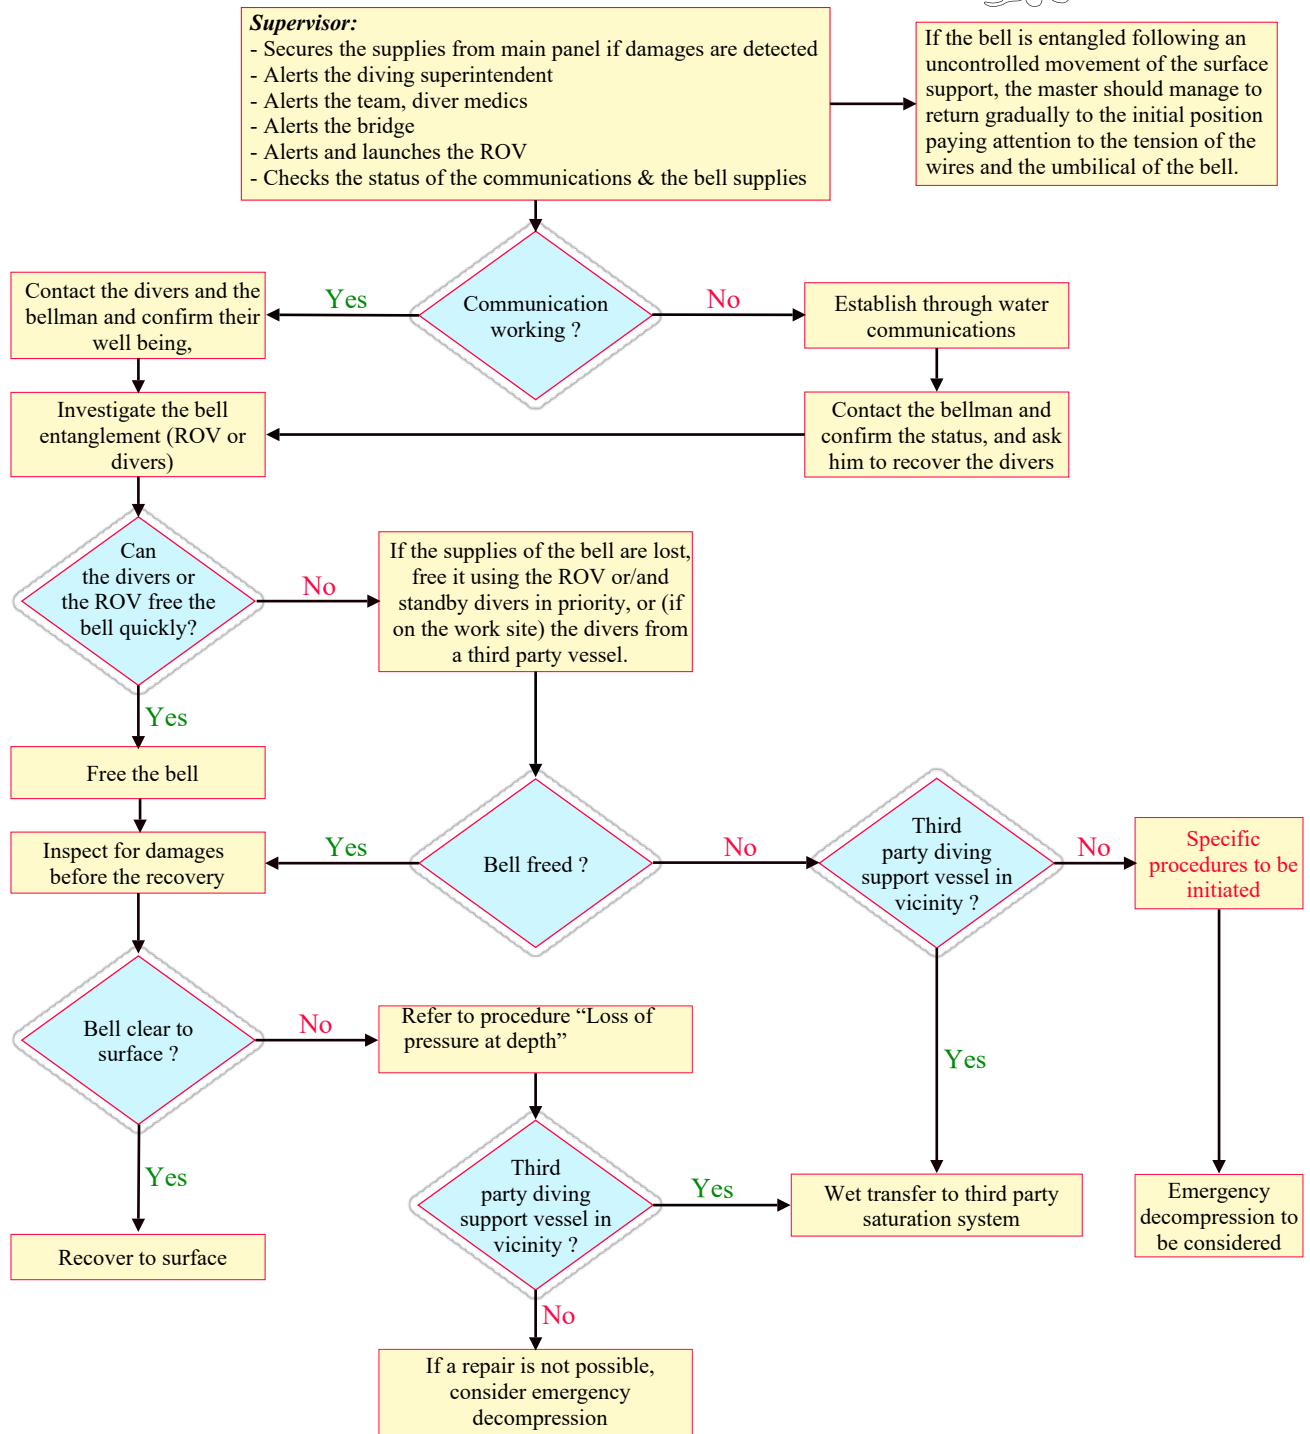 Supervisor:
- Secures the supplies from main panel if damages are detected
- Alerts the diving superintendent
- Alerts the team, diver medics
- Alerts the bridge
- Alerts and launches the ROV
- Checks the status of the communications & the bell supplies
If the bell is entangled following an
uncontrolled movement of the surface
support, the master should manage to
return gradually to the initial position
paying attention to the tension of the
wires and the umbilical of the bell.
Communication
working ?
Yes
No
Contact the divers and the
bellman and confirm their
well being,
Establish through water
communications
Investigate the bell
entanglement (ROV or
divers)
Contact the bellman and
confirm the status, and ask
him to recover the divers
Can
the divers or
the ROV free the
bell quickly?
No
If the supplies of the bell are lost,
free it using the ROV or/and
standby divers in priority, or (if
on the work site) the divers from
a third party vessel.
Yes
Free the bell
Inspect for damages
before the recovery
Yes
Bell freed ?
No
Third
party diving
support vessel in
vicinity ?
No
Specific
procedures to be
initiated
Bell clear to
surface ?
No
Refer to procedure “Loss of
pressure at depth”
Yes
Yes
Third
party diving
support vessel in
vicinity ?
Yes
Wet transfer to third party
saturation system
Emergency
decompression to
be considered
Recover to surface
No
If a repair is not possible,
consider emergency
decompression